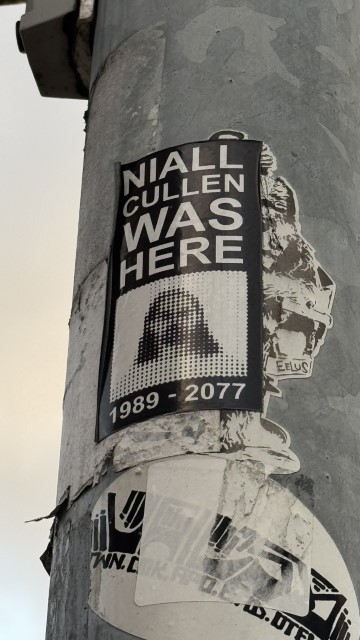 NIALL
CULLEN
WAS
HERE
1989 - 2077
EELUS